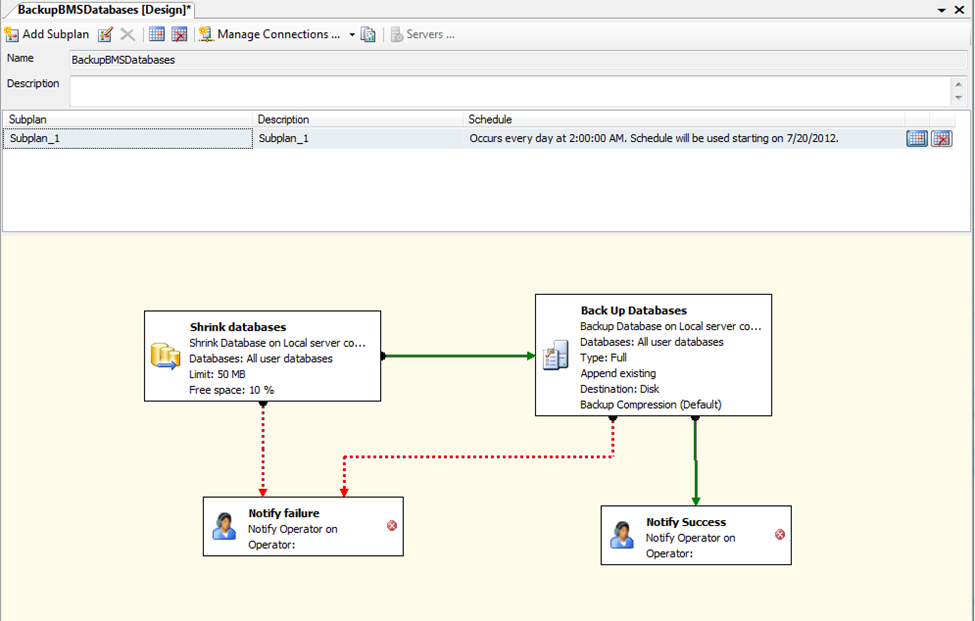 BackupBMSDatabases [Design]*
Add Subplan
Manage Connections ...
Servers ...
Name
BackupBMSDatabases
Description
Subplan Description Schedule
Subplan_1 Subplan_1 Occurs every day at 2:00:00 AM. Schedule will be used starting on 7/20/2012.
Shrink databases
Shrink Database on Local server co...
Databases: All user databases
Limit: 50 MB
Free space: 10 %
Back Up Databases
Backup Database on Local server co...
Databases: All user databases
Type: Full
Append existing
Destination: Disk
Backup Compression (Default)
Notify failure
Notify Operator on
Operator:
Notify Success
Notify Operator on
Operator: